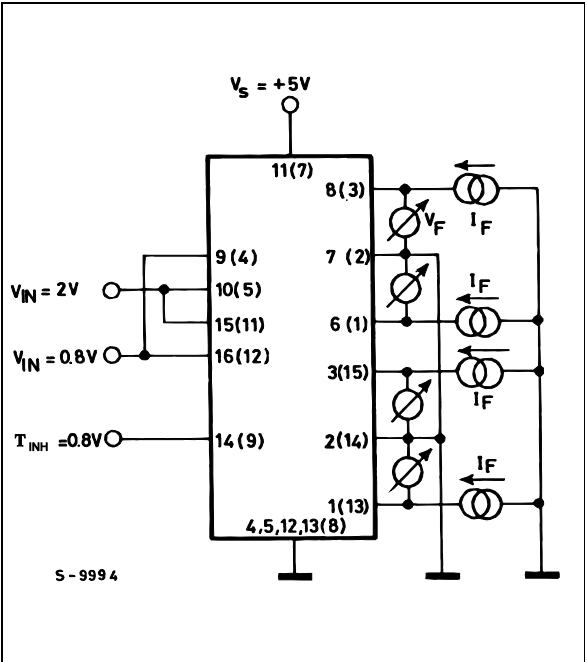 VS = +5V
11(7)
8(3)
IF
VF
9(4)
7 (2)
VIN = 2V
10(5)
IF
15(11)
6(1)
VIN = 0.8V
16(12)
3(15)
IF
TINH = 0.8V
14(9)
2(14)
IF
1(13)
4,5,12,13(8)
S-9994